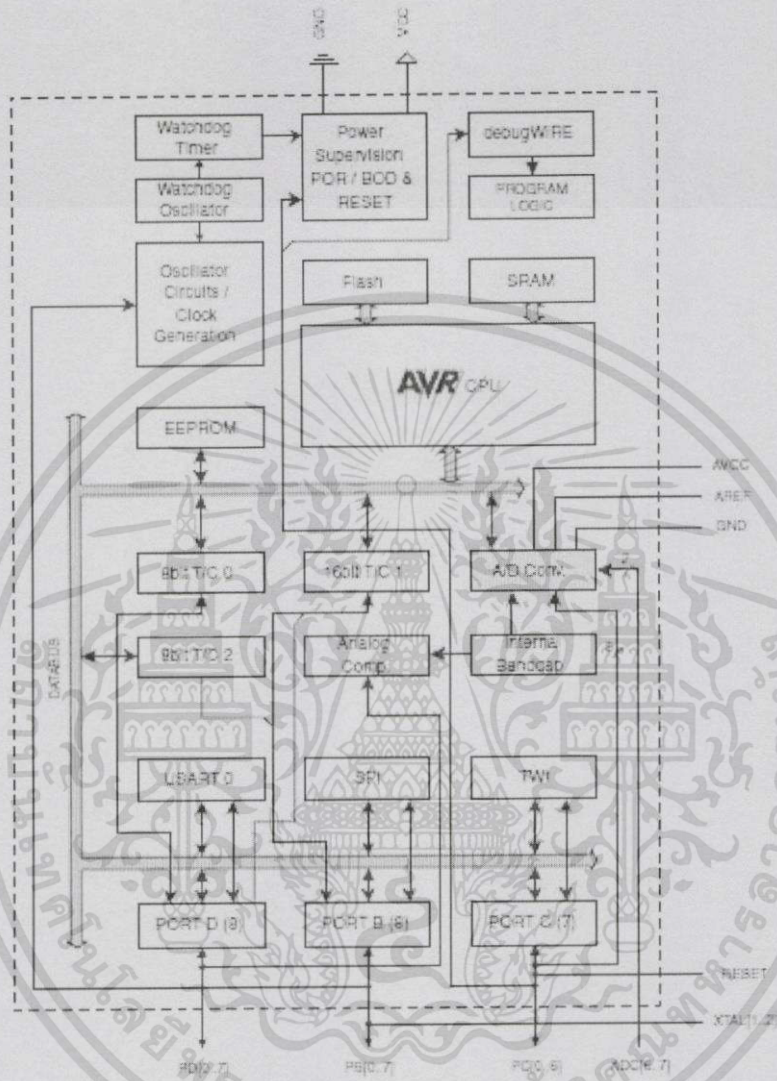 GND
VCC
Watchdog
Timer
Power
Supervision
POR / BOD &
RESET
debugWIRE
Watchdog
Oscillator
PROGRAM
LOGIC
Oscillator
Circuits /
Clock
Generation
Flash
SRAM
AVR CPU
EEPROM
AVCC
AREF
GND
8bit T/C 0
16bit T/C 1
A/D Conv.
2
DATABUS
8bit T/C 2
Analog
Comp.
Internal
Bandgap
6
USART 0
SPI
TWI
PORT D (8)
PORT B (8)
PORT C (7)
RESET
XTAL[1..2]
PD[0..7]
PB[0..7]
PC[0..6]
ADC[6..7]